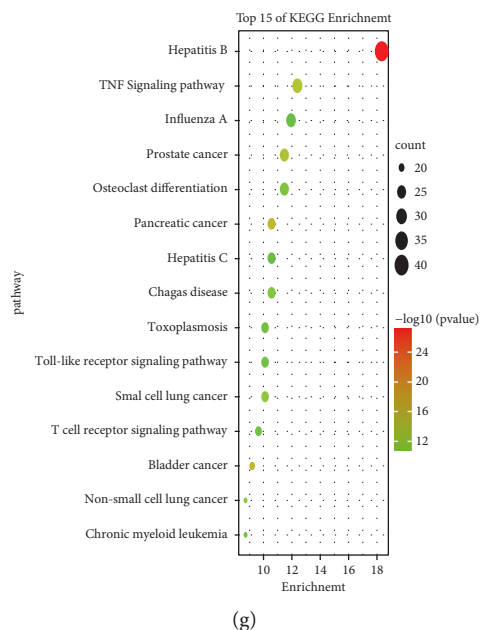 Top 15 of KEGG Enrichnemt
Hepatitis B
TNF Signaling pathway
Influenza A
Prostate cancer
Osteoclast differentiation
Pancreatic cancer
Hepatitis C
Chagas disease
Toxoplasmosis
Toll-like receptor signaling pathway
Smal cell lung cancer
T cell receptor signaling pathway
Bladder cancer
Non-small cell lung cancer
Chronic myeloid leukemia
pathway
10 12 14 16 18
Enrichnemt
count
20
25
30
35
40
−log10 (pvalue)
24
20
16
12
(g)